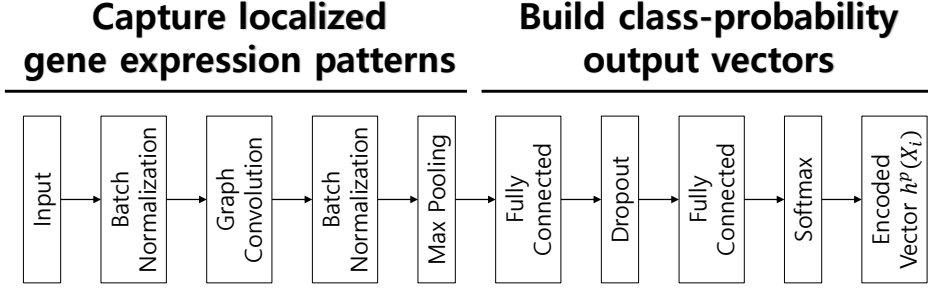 Capture localized
gene expression patterns
Build class-probability
output vectors
Input
Batch
Normalization
Graph
Convolution
Batch
Normalization
Max Pooling
Fully
Connected
Dropout
Fully
Connected
Softmax
Encoded
Vector h^p(X_i)